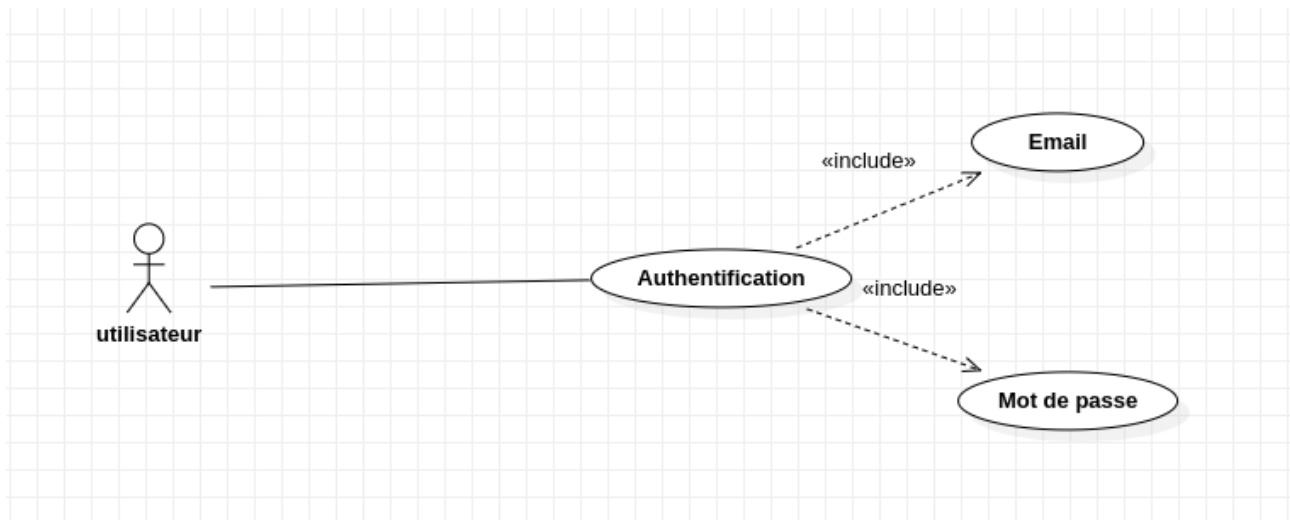 Email
«include»
Authentification
«include»
utilisateur
Mot de passe